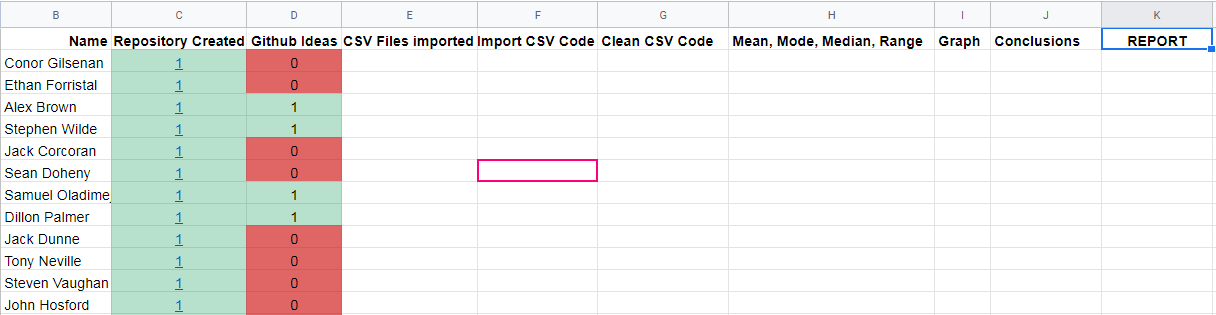 B C D E F G H I J K
Name Repository Created Github Ideas CSV Files imported Import CSV Code Clean CSV Code Mean, Mode, Median, Range Graph Conclusions REPORT
Conor Gilsenan 1 0
Ethan Forristal 1 0
Alex Brown 1 1
Stephen Wilde 1 1
Jack Corcoran 1 0
Sean Doheny 1 0
Samuel Oladime 1 1
Dillon Palmer 1 1
Jack Dunne 1 0
Tony Neville 1 0
Steven Vaughan 1 0
John Hosford 1 0